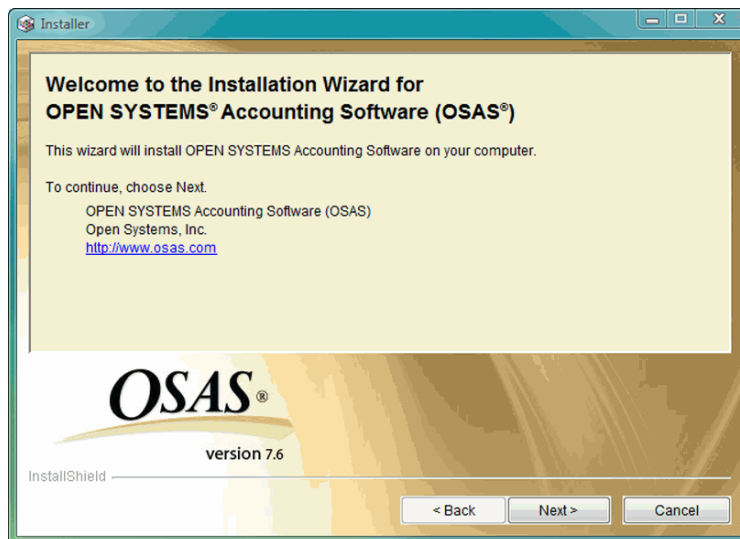 Installer
Welcome to the Installation Wizard for
OPEN SYSTEMS® Accounting Software (OSAS®)
This wizard will install OPEN SYSTEMS Accounting Software on your computer.
To continue, choose Next.
OPEN SYSTEMS Accounting Software (OSAS)
Open Systems, Inc.
http://www.osas.com
OSAS®
version 7.6
InstallShield
< Back
Next >
Cancel